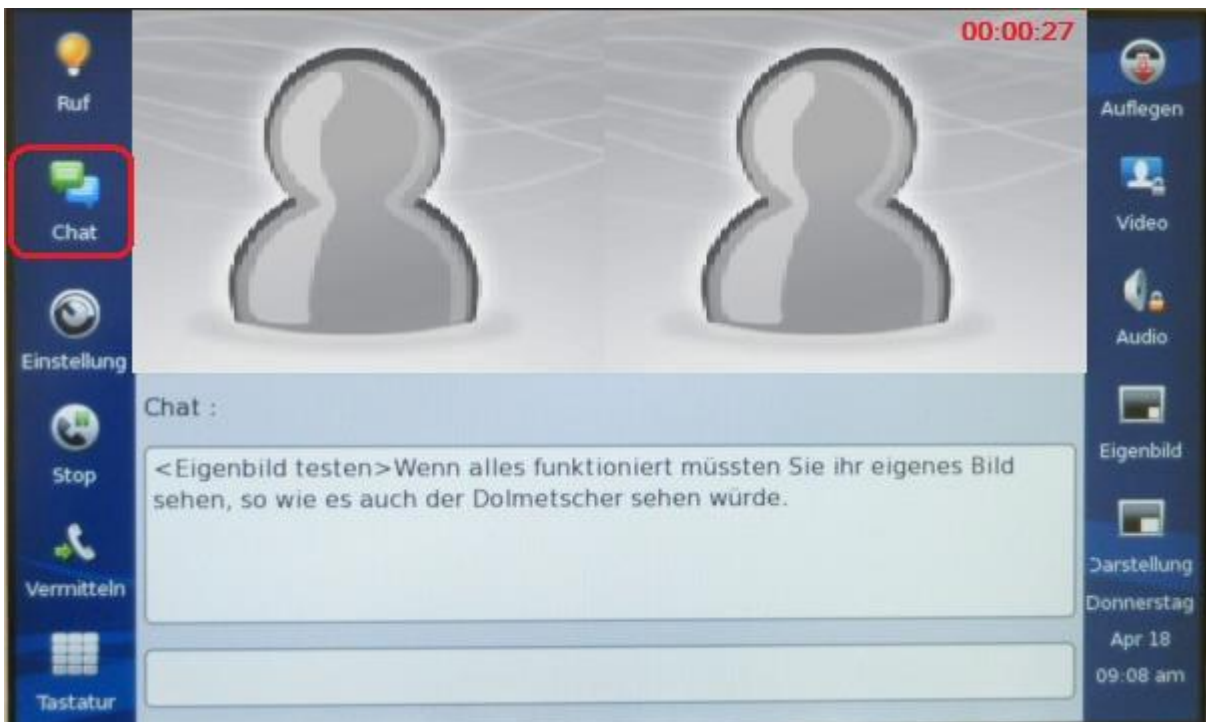 00:00:27
Ruf
Chat
Einstellung
Stop
Vermitteln
Tastatur
Chat :
<Eigenbild testen>Wenn alles funktioniert müssten Sie ihr eigenes Bild
sehen, so wie es auch der Dolmetscher sehen würde.
Auflegen
Video
Audio
Eigenbild
Darstellung
Donnerstag
Apr 18
09:08 am